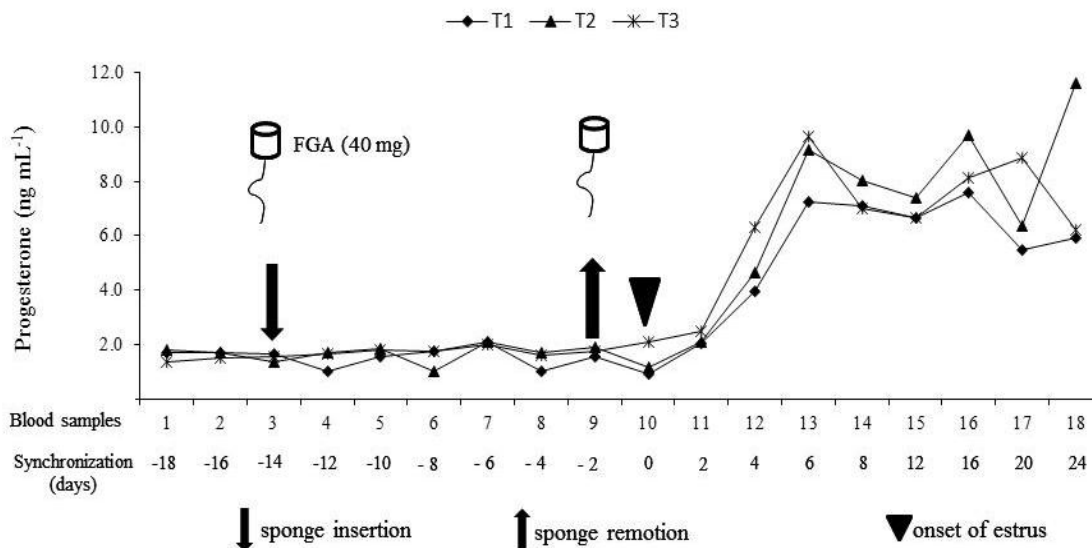 T1 T2 T3
12.0
10.0
8.0
6.0
4.0
2.0
Progesterone (ng mL-1)
FGA (40 mg)
Blood samples 1 2 3 4 5 6 7 8 9 10 11 12 13 14 15 16 17 18
Synchronization -18 -16 -14 -12 -10 - 8 - 6 - 4 - 2 0 2 4 6 8 12 16 20 24
(days)
sponge insertion sponge remotion onset of estrus